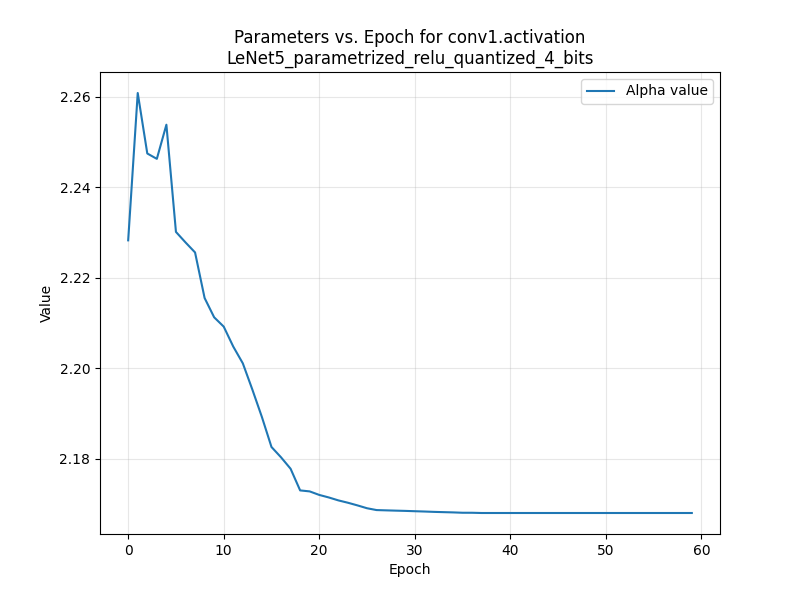 Parameters vs. Epoch for conv1.activation
LeNet5_parametrized_relu_quantized_4_bits
Alpha value
2.26
2.24
2.22
2.20
2.18
Value
0 10 20 30 40 50 60
Epoch